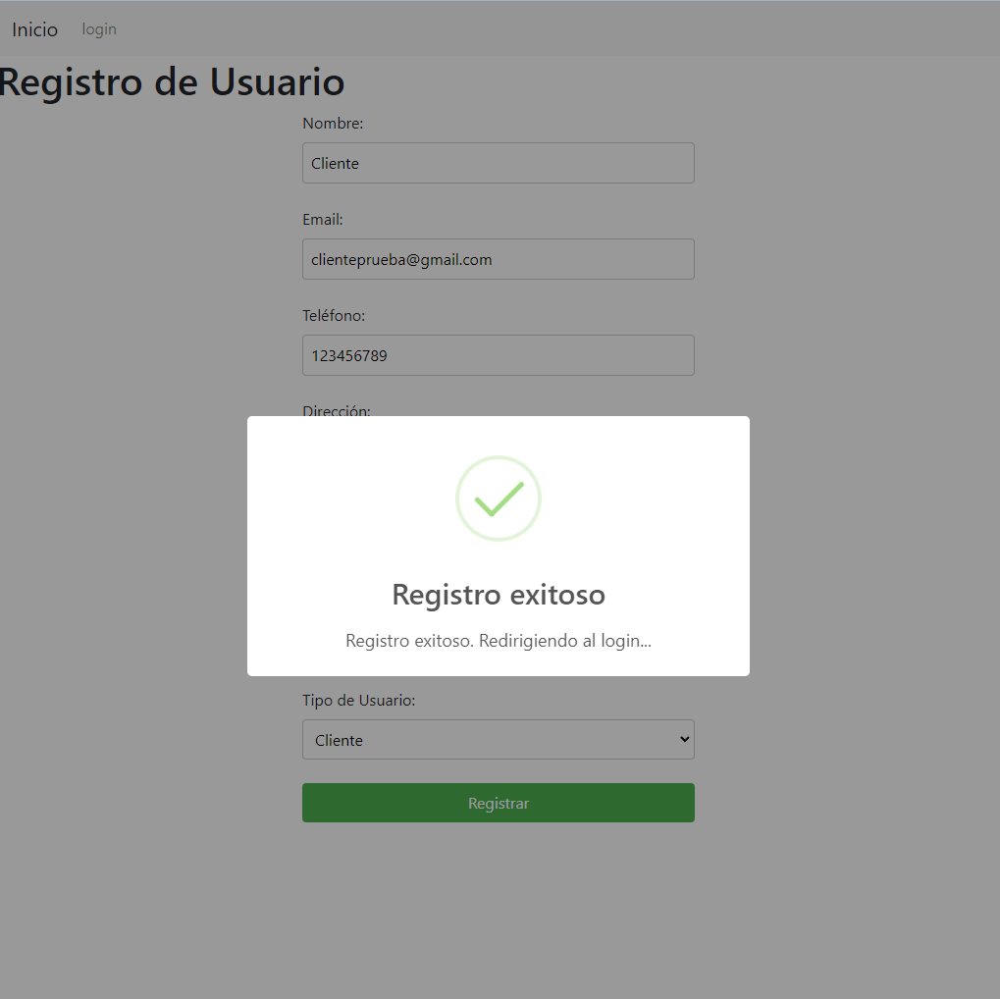 Inicio login
Registro de Usuario
Nombre:
Cliente
Email:
clienteprueba@gmail.com
Teléfono:
123456789
Dirección:
Registro exitoso
Registro exitoso. Redirigiendo al login...
Tipo de Usuario:
Cliente
Registrar